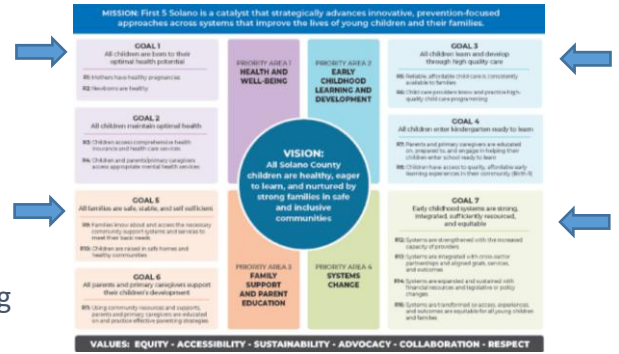 MISSION: First 5 Solano is a catalyst that strategically advances innovative, prevention-focused
approaches across systems that improve the lives of young children and their families.
GOAL 1
All children are born to their
optimal health potential
R1: Mothers have healthy pregnancies
R2: Newborns are healthy
GOAL 2
All children maintain optimal health
R3: Children access comprehensive health
insurance and health care services
R4: Children and parents/primary caregivers
access appropriate mental health services
PRIORITY AREA 1
HEALTH AND
WELL-BEING
PRIORITY AREA 2
EARLY
CHILDHOOD
LEARNING AND
DEVELOPMENT
GOAL 3
All children learn and develop
through high quality care
R5: Reliable, affordable child care is consistently
available to families
R6: Child care providers know and practice high-
quality child care programming
GOAL 4
All children enter kindergarten ready to learn
R7: Parents and primary caregivers are educated
on, prepared to, and engage in helping their
children enter school ready to learn
R8: Children have access to quality, affordable early
learning experiences in their community (Birth-5)
VISION:
All Solano County
children are healthy, eager
to learn, and nurtured by
strong families in safe
and inclusive
communities
GOAL 5
All families are safe, stable, and self sufficient
R9: Families know about and access the necessary
community support systems and services to
meet their basic needs
R10: Children are raised in safe homes and
healthy communities
GOAL 6
All parents and primary caregivers support
their children's development
R11: Using community resources and supports,
parents and primary caregivers are educated
on and practice effective parenting strategies
PRIORITY AREA 3
FAMILY
SUPPORT
AND PARENT
EDUCATION
PRIORITY AREA 4
SYSTEMS
CHANGE
GOAL 7
Early childhood systems are strong,
integrated, sufficiently resourced,
and equitable
R12: Systems are strengthened with the increased
capacity of providers
R13: Systems are integrated with cross-sector
partnerships and aligned goals, services,
and outcomes
R14: Systems are expanded and sustained with
financial resources and legislative or policy
changes
R15: Systems are transformed so access, experiences
and outcomes are equitable for all young children
and families
VALUES: EQUITY - ACCESSIBILITY - SUSTAINABILITY - ADVOCACY - COLLABORATION - RESPECT